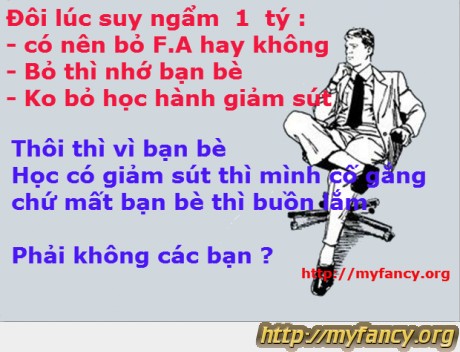 Đôi lúc suy ngẩm 1 tý :
- có nên bỏ F.A hay không
- Bỏ thì nhớ bạn bè
- Ko bỏ học hành giảm sút
Thôi thì vì bạn bè
Học có giảm sút thì mình cố gắng
chứ mất bạn bè thì buồn lắm
Phải không các bạn ?
http://myfancy.org
http://myfancy.org